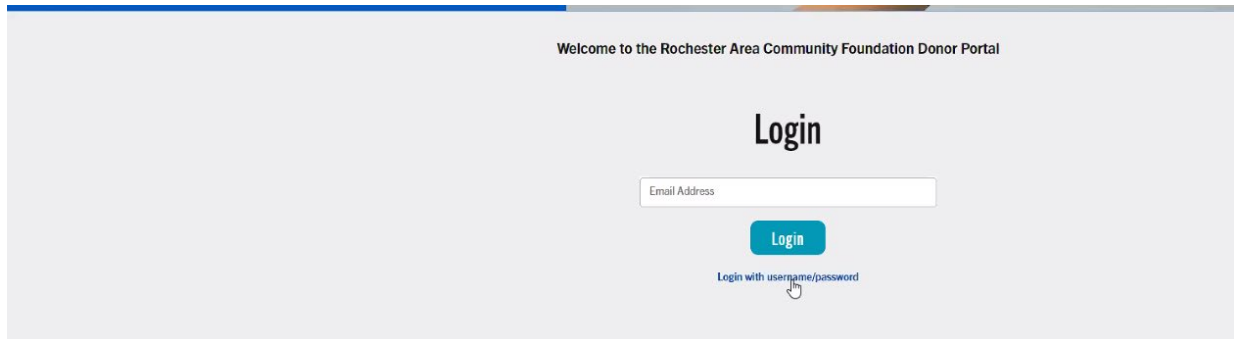 Welcome to the Rochester Area Community Foundation Donor Portal
Login
Email Address
Login
Login with username/password